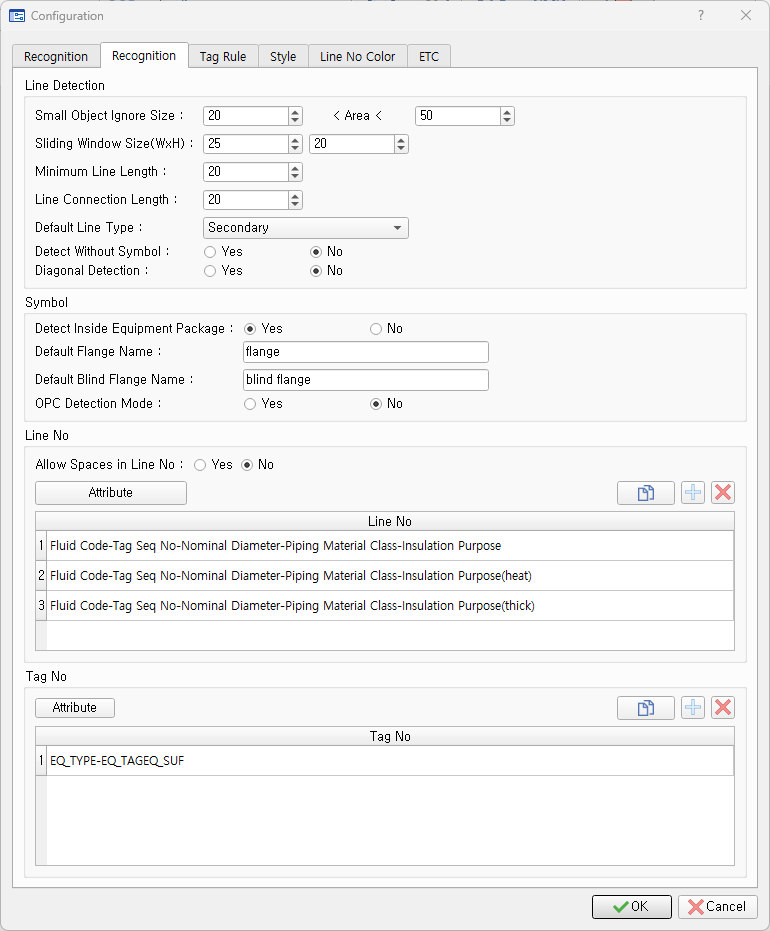 Configuration
?
Recognition Recognition Tag Rule Style Line No Color ETC
Line Detection
Small Object Ignore Size : 20 < Area < 50
Sliding Window Size(WxH) : 25 20
Minimum Line Length : 20
Line Connection Length : 20
Default Line Type : Secondary
Detect Without Symbol : Yes No
Diagonal Detection : Yes No
Symbol
Detect Inside Equipment Package : Yes No
Default Flange Name : flange
Default Blind Flange Name : blind flange
OPC Detection Mode : Yes No
Line No
Allow Spaces in Line No : Yes No
Attribute
Line No
1 Fluid Code-Tag Seq No-Nominal Diameter-Piping Material Class-Insulation Purpose
2 Fluid Code-Tag Seq No-Nominal Diameter-Piping Material Class-Insulation Purpose(heat)
3 Fluid Code-Tag Seq No-Nominal Diameter-Piping Material Class-Insulation Purpose(thick)
Tag No
Attribute
Tag No
1 EQ_TYPE-EQ_TAGEQ_SUF
OK Cancel